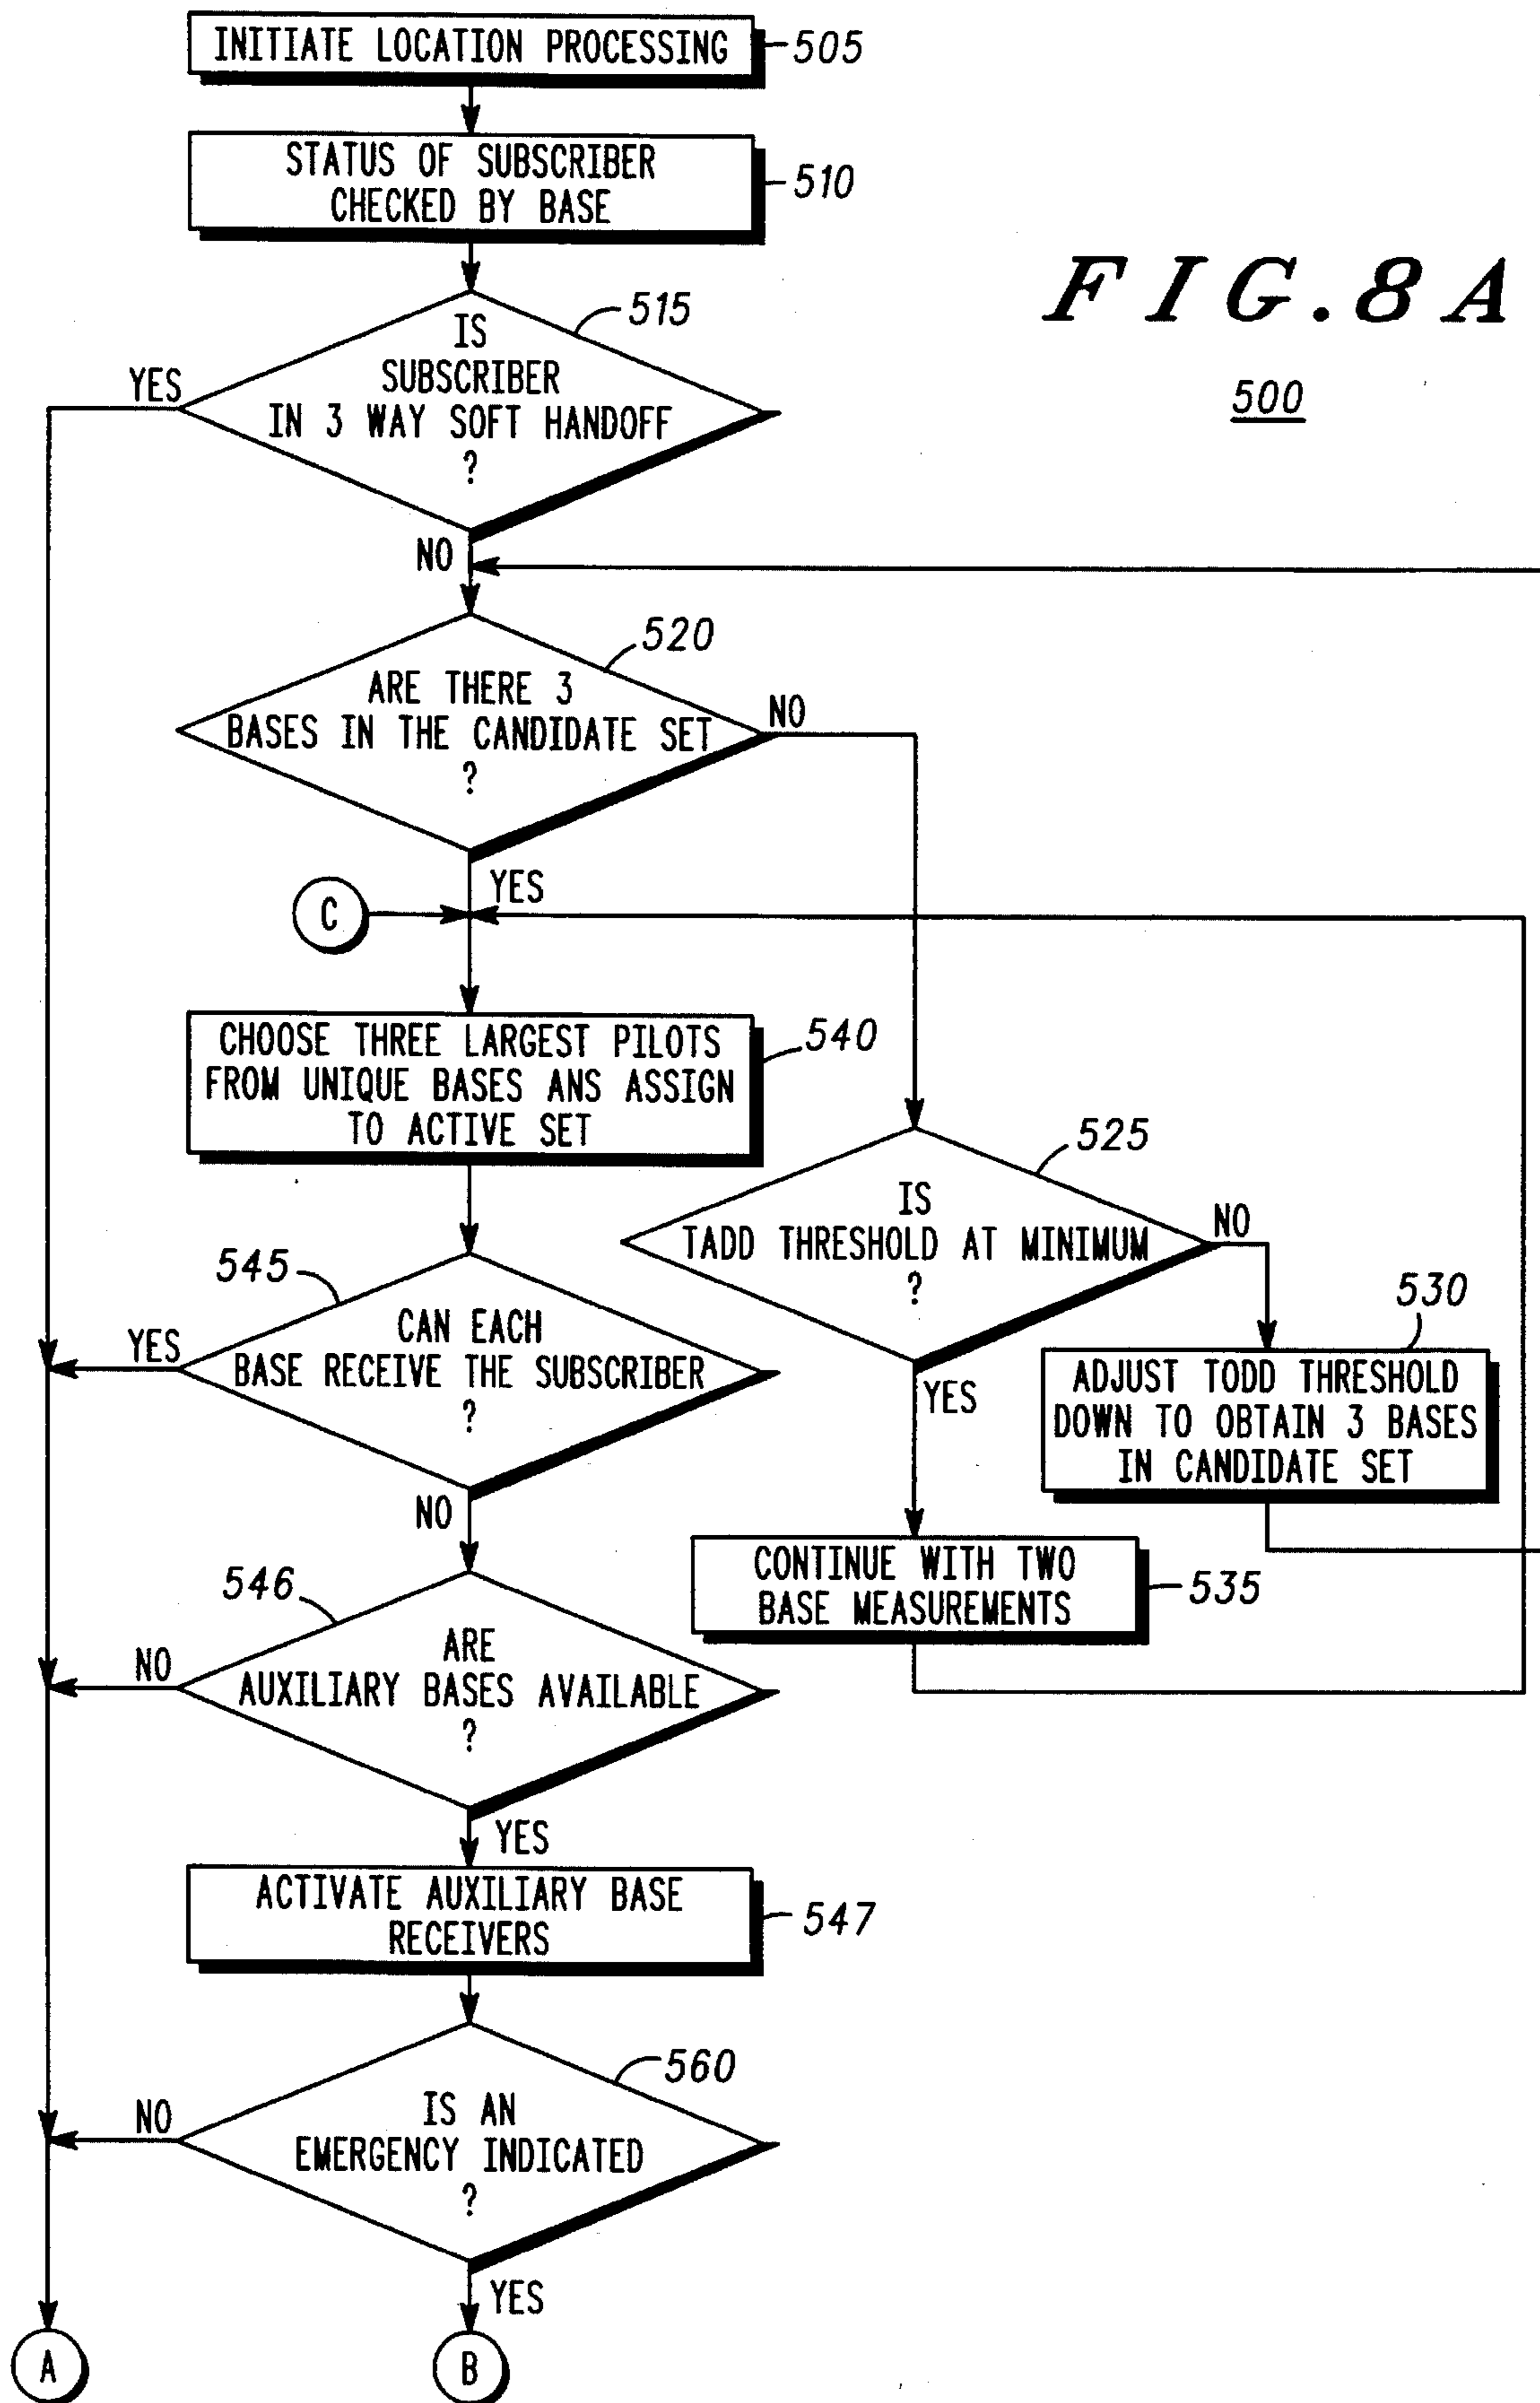 INITIATE LOCATION PROCESSING
505
STATUS OF SUBSCRIBER
CHECKED BY BASE
510
FIG.8A
500
515
IS
SUBSCRIBER
IN 3 WAY SOFT HANDOFF
?
YES
NO
520
ARE THERE 3
BASES IN THE CANDIDATE SET
?
NO
YES
C
CHOOSE THREE LARGEST PILOTS
FROM UNIQUE BASES ANS ASSIGN
TO ACTIVE SET
540
525
IS
TADD THRESHOLD AT MINIMUM
?
NO
YES
530
ADJUST TODD THRESHOLD
DOWN TO OBTAIN 3 BASES
IN CANDIDATE SET
545
CAN EACH
BASE RECEIVE THE SUBSCRIBER
?
YES
NO
CONTINUE WITH TWO
BASE MEASUREMENTS
535
546
ARE
AUXILIARY BASES AVAILABLE
?
NO
YES
ACTIVATE AUXILIARY BASE
RECEIVERS
547
560
IS AN
EMERGENCY INDICATED
?
NO
YES
A
B